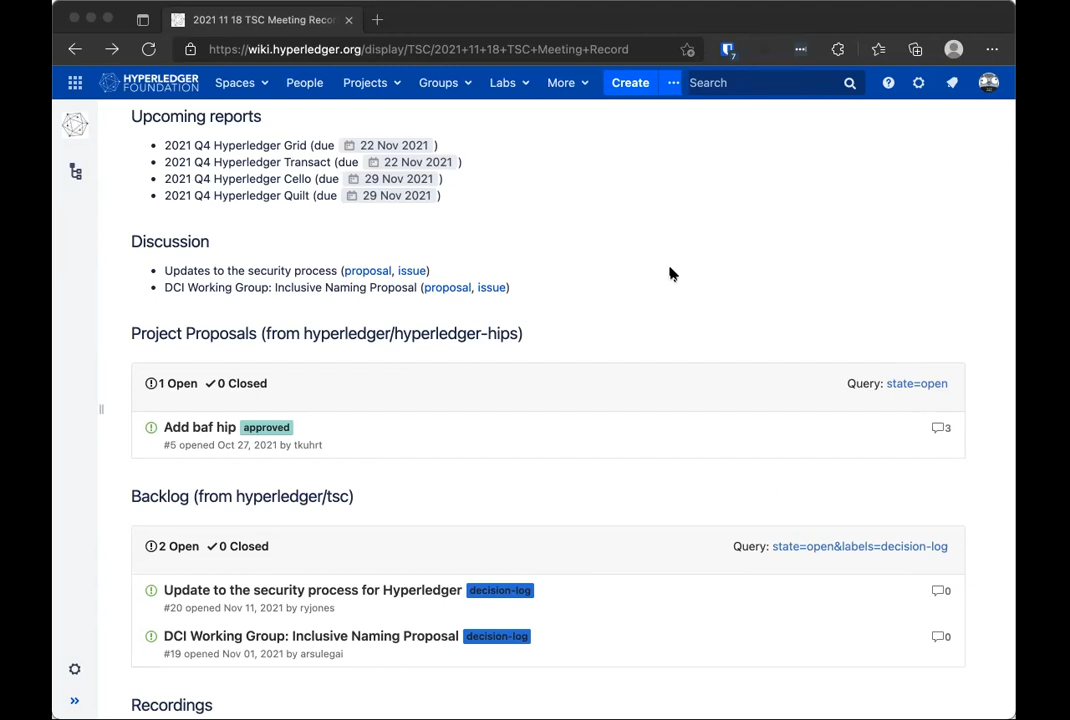 2021 11 18 TSC Meeting Recor
https://wiki.hyperledger.org/display/TSC/2021+11+18+TSC+Meeting+Record
7
HYPERLEDGER
FOUNDATION
Spaces
People
Projects
Groups
Labs
More
Create
Search
Upcoming reports
• 2021 Q4 Hyperledger Grid (due 22 Nov 2021 )
• 2021 Q4 Hyperledger Transact (due 22 Nov 2021 )
• 2021 Q4 Hyperledger Cello (due 29 Nov 2021 )
• 2021 Q4 Hyperledger Quilt (due 29 Nov 2021 )
Discussion
• Updates to the security process (proposal, issue)
• DCI Working Group: Inclusive Naming Proposal (proposal, issue)
Project Proposals (from hyperledger/hyperledger-hips)
1 Open ✓ 0 Closed
Query: state=open
Add baf hip approved
3
#5 opened Oct 27, 2021 by tkuhrt
Backlog (from hyperledger/tsc)
2 Open ✓ 0 Closed
Query: state=open&labels=decision-log
Update to the security process for Hyperledger decision-log
0
#20 opened Nov 11, 2021 by ryjones
DCI Working Group: Inclusive Naming Proposal decision-log
0
#19 opened Nov 01, 2021 by arsulegai
Recordings